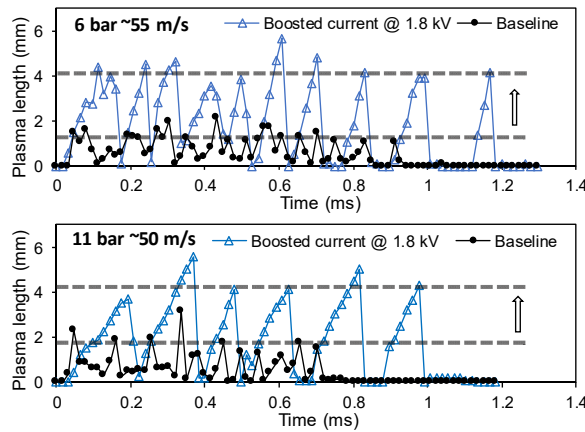 6 bar ~55 m/s
Boosted current @ 1.8 kV
Baseline
Plasma length (mm)
6
4
2
0
0.0 0.2 0.4 0.6 0.8 1 1.2 1.4
Time (ms)
11 bar ~50 m/s
Boosted current @ 1.8 kV
Baseline
Plasma length (mm)
6
4
2
0
0.0 0.2 0.4 0.6 0.8 1 1.2 1.4
Time (ms)